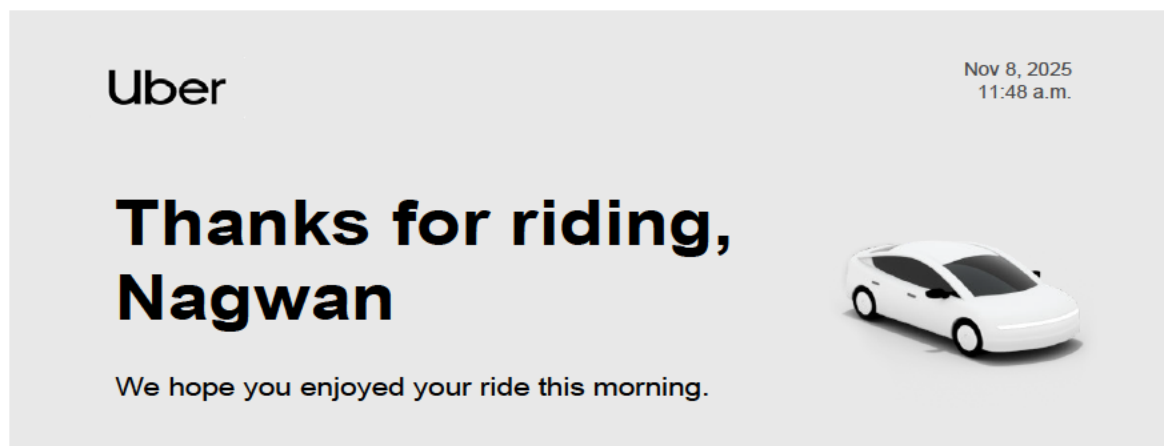 Uber
Nov 8, 2025
11:48 a.m.
Thanks for riding,
Nagwan
We hope you enjoyed your ride this morning.